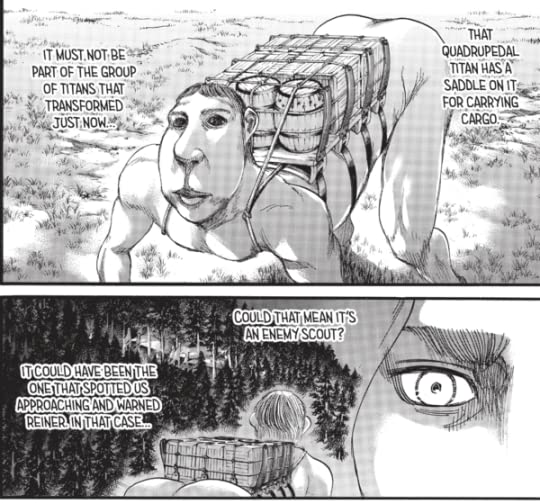 THAT
QUADRUPEDAL
TITAN HAS A
SADDLE ON IT
FOR CARRYING
CARGO.
IT MUST NOT BE
PART OF THE GROUP
OF TITANS THAT
TRANSFORMED
JUST NOW...
COULD THAT MEAN IT'S
AN ENEMY SCOUT?
IT COULD HAVE BEEN THE
ONE THAT SPOTTED US
APPROACHING AND WARNED
REINER. IN THAT CASE...